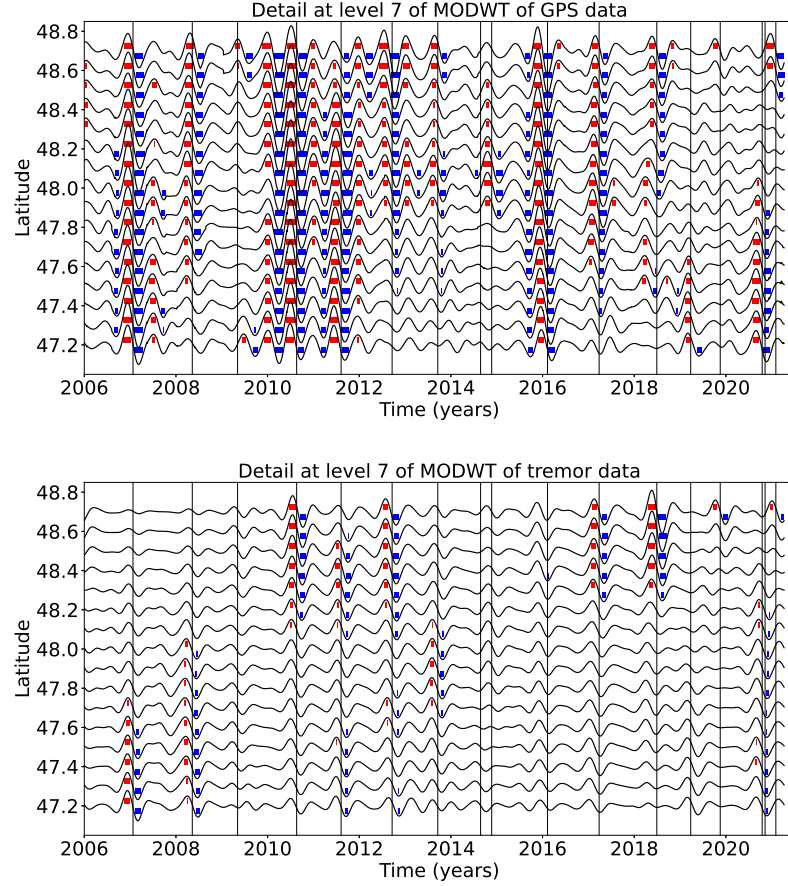 Detail at level 7 of MODWT of GPS data
48.8
48.6
48.4
48.2
48.0
47.8
47.6
47.4
47.2
Latitude
2006 2008 2010 2012 2014 2016 2018 2020
Time (years)
Detail at level 7 of MODWT of tremor data
48.8
48.6
48.4
48.2
48.0
47.8
47.6
47.4
47.2
Latitude
2006 2008 2010 2012 2014 2016 2018 2020
Time (years)